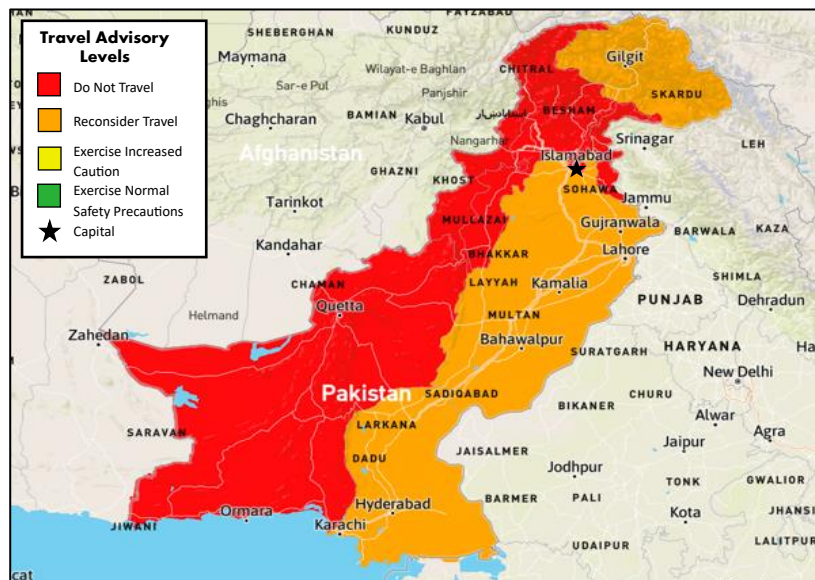 Travel Advisory
Levels
Do Not Travel
Reconsider Travel
Exercise Increased
Caution
Exercise Normal
Safety Precautions
Capital
FAYZABAD
SHEBERGHAN
KUNDUZ
Maymana
Wilayat-e Baghlan
CHITRAL
Gilgit
Sar-e Pul
Panjshir
SKARDU
ghis
BESHAM
Chaghcharan
BAMIAN
Kabul
Nangarhar
Srinagar
Afghanistan
Islamabad
LEH
GHAZNI
KHOST
SOHAWA
Jammu
Tarinkot
MULLAZAI
Gujranwala
BARWALA
KAZA
Kandahar
BHAKKAR
Lahore
ZABOL
CHAMAN
LAYYAH
Kamalia
SHIMLA
Helmand
Quetta
MULTAN
PUNJAB
Dehradun
Zahedan
Bahawalpur
SURATGARH
HARYANA
Ha
New Delhi
Pakistan
SADIQABAD
CHURU
BIKANER
Alwar
SARAVAN
LARKANA
Agra
DADU
JAISALMER
Jaipur
Jodhpur
TONK
GWALIOR
Ormara
Hyderabad
BARMER
PALI
Kota
JHANSI
JIWANI
Karachi
UDAIPUR
LALITPUR
cat